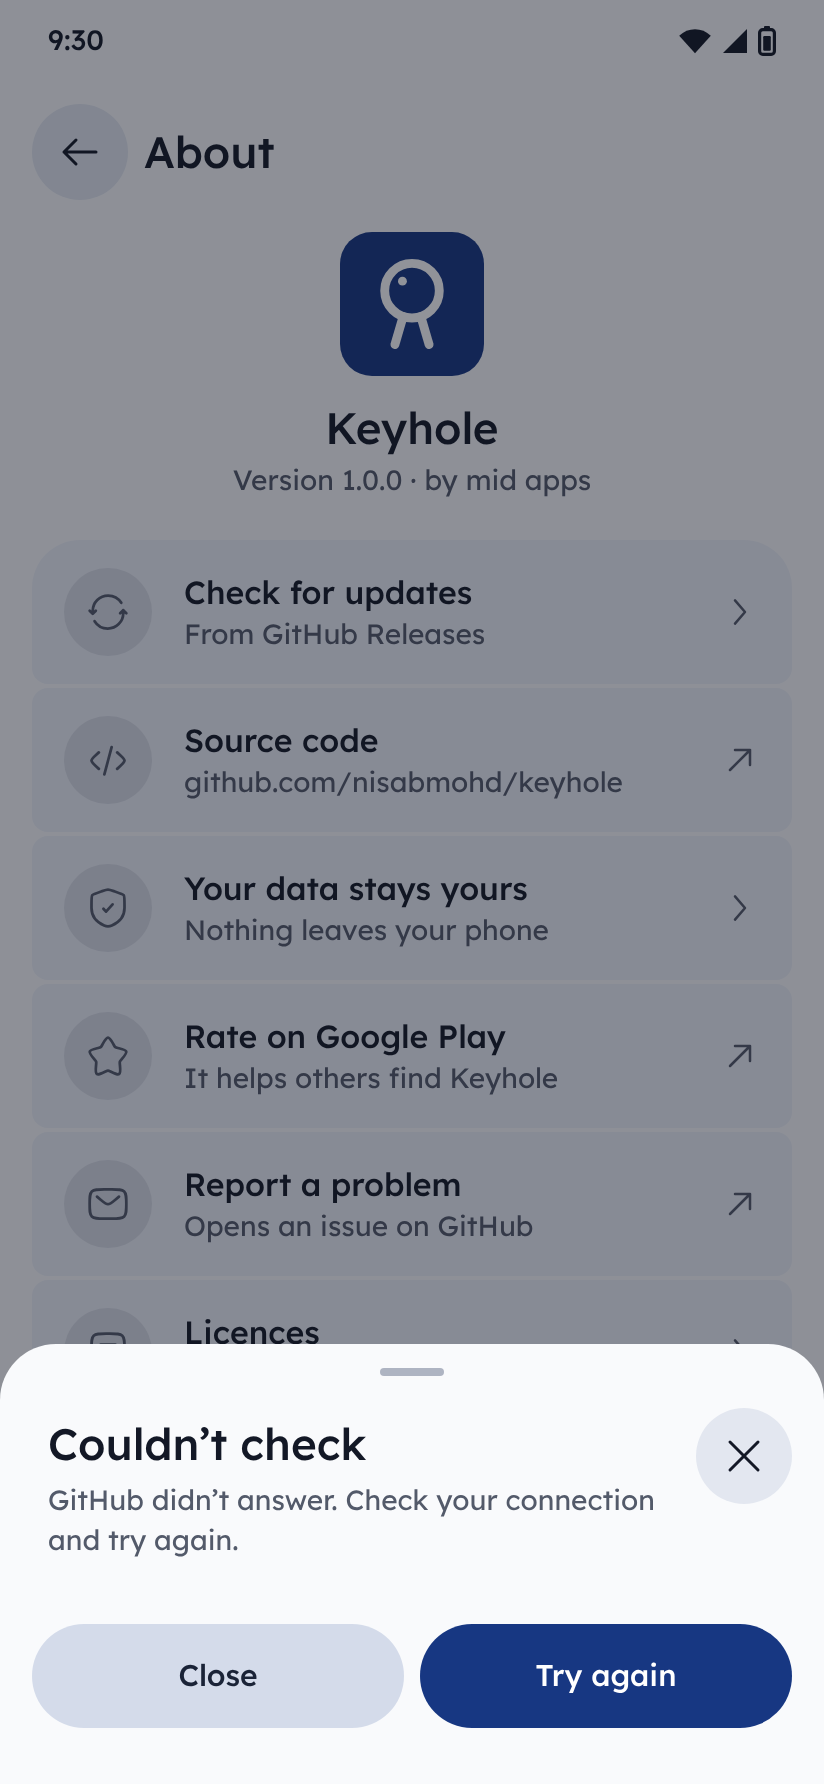 9:30
About
Keyhole
Version 1.0.0 · by mid apps
Check for updates
From GitHub Releases
Source code
github.com/nisabmohd/keyhole
Your data stays yours
Nothing leaves your phone
Rate on Google Play
It helps others find Keyhole
Report a problem
Opens an issue on GitHub
Licences
Couldn’t check
GitHub didn’t answer. Check your connection
and try again.
Close
Try again